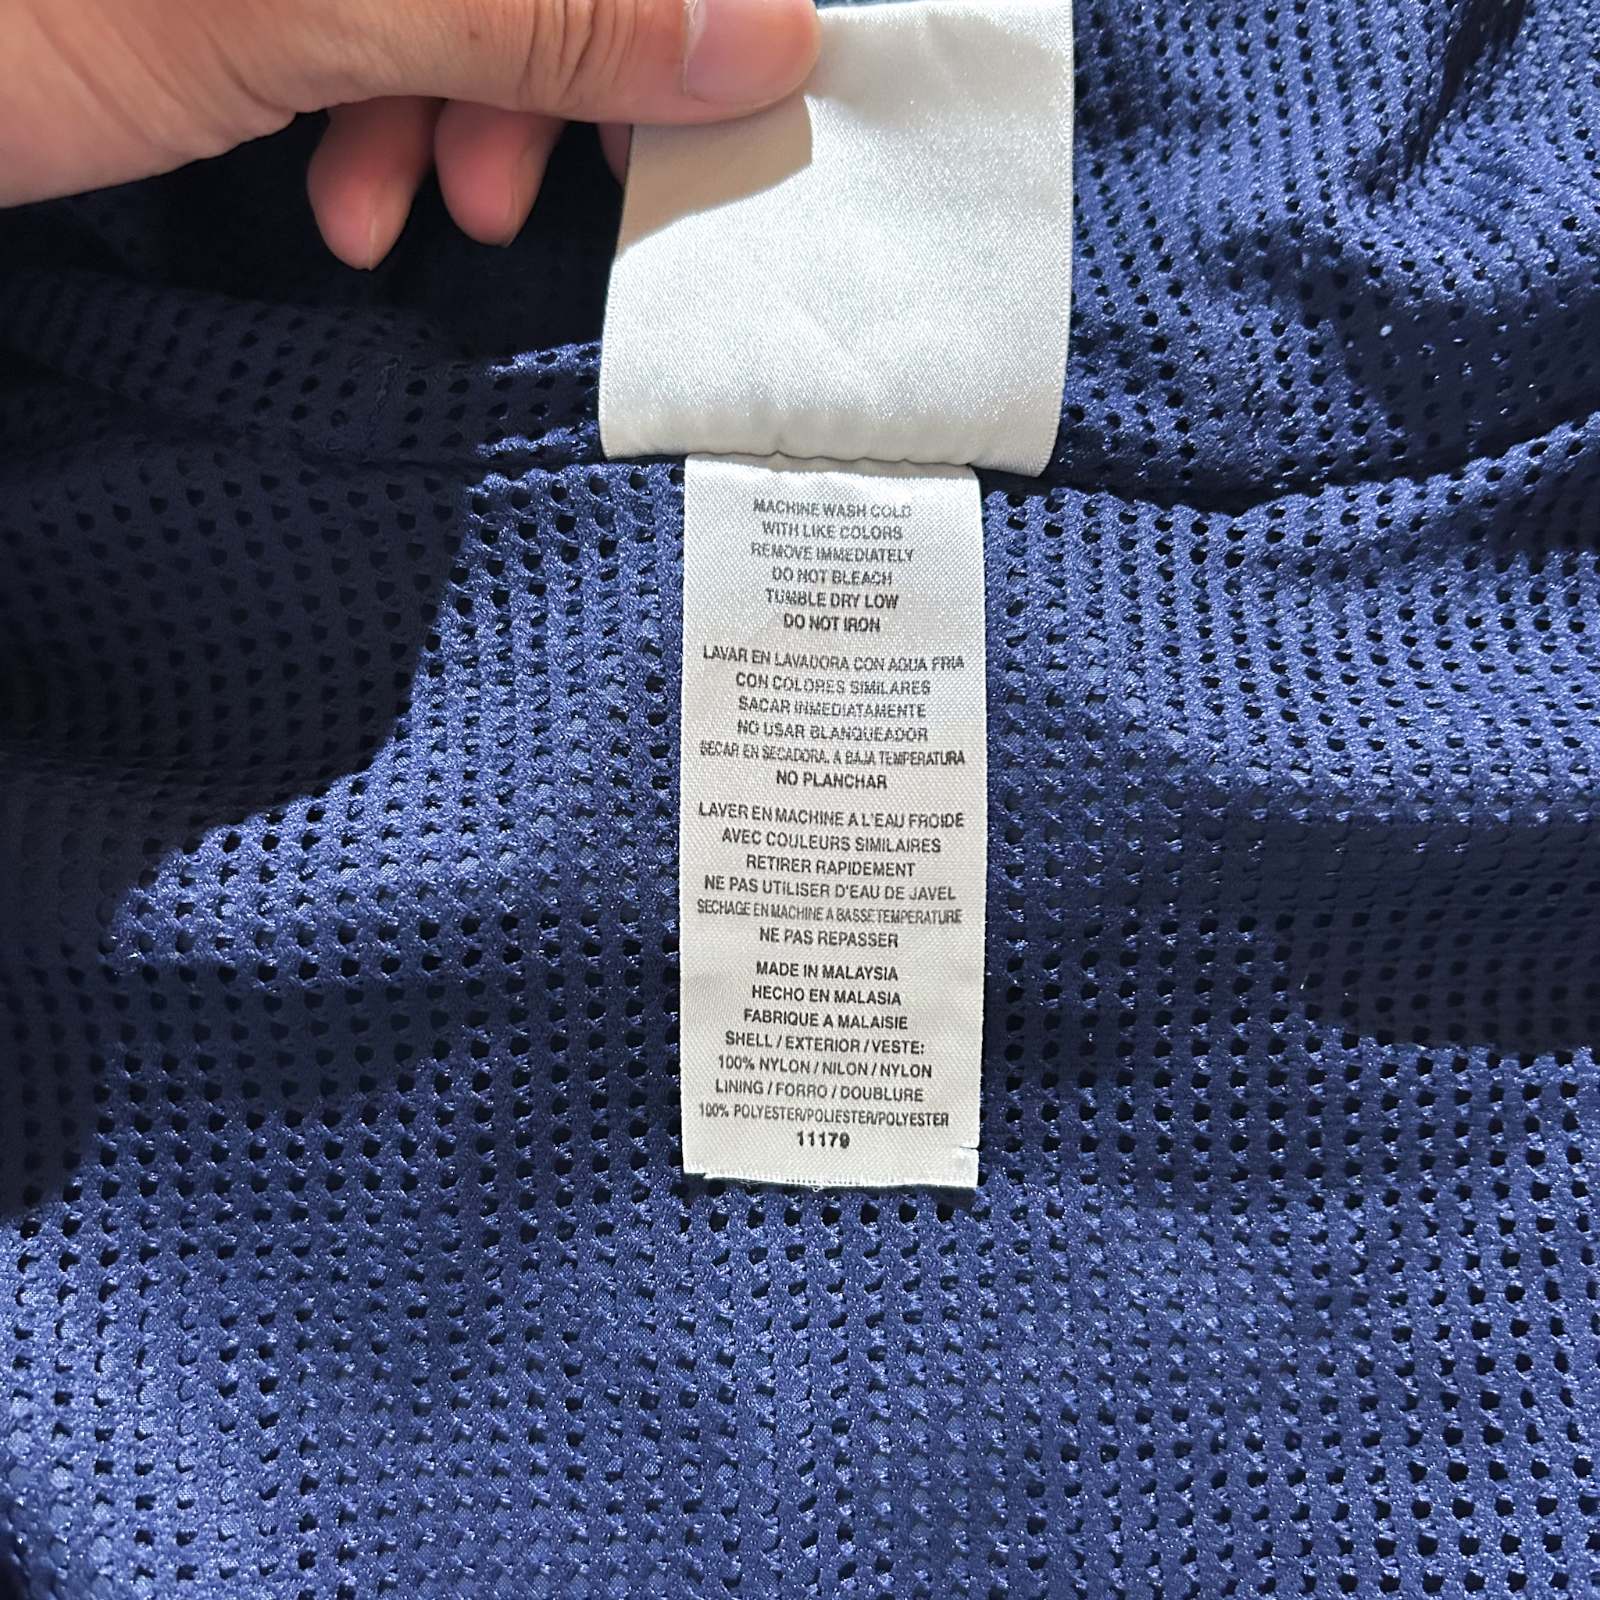 MACHINE WASH COLD
WITH LIKE COLORS
REMOVE IMMEDIATELY
DO NOT BLEACH
TUMBLE DRY LOW
DO NOT IRON
LAVAR EN LAVADORA CON AGUA FRIA
CON COLORES SIMILARES
SACAR INMEDIATAMENTE
NO USAR BLANQUEADOR
SECAR EN SECADORA, A BAJA TEMPERATURA
NO PLANCHAR
LAVER EN MACHINE A L'EAU FROIDE
AVEC COULEURS SIMILAIRES
RETIRER RAPIDEMENT
NE PAS UTILISER D'EAU DE JAVEL
SECHAGE EN MACHINE A BASSE TEMPERATURE
NE PAS REPASSER
MADE IN MALAYSIA
HECHO EN MALASIA
FABRIQUE A MALAISIE
SHELL / EXTERIOR / VESTE:
100% NYLON / NILON / NYLON
LINING / FORRO / DOUBLURE
100% POLYESTER/POLIESTER/POLYESTER
11179